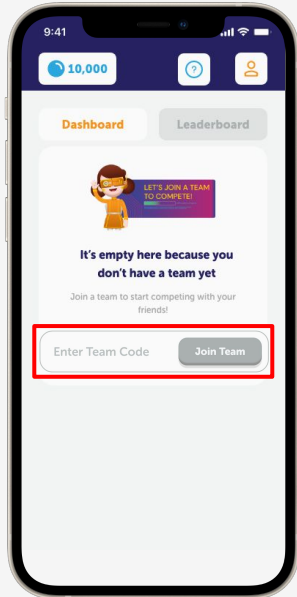 9:41
10,000
?
Dashboard
Leaderboard
LET'S JOIN A TEAM
TO COMPETE!
It's empty here because you
don't have a team yet
Join a team to start competing with your
friends!
Enter Team Code
Join Team